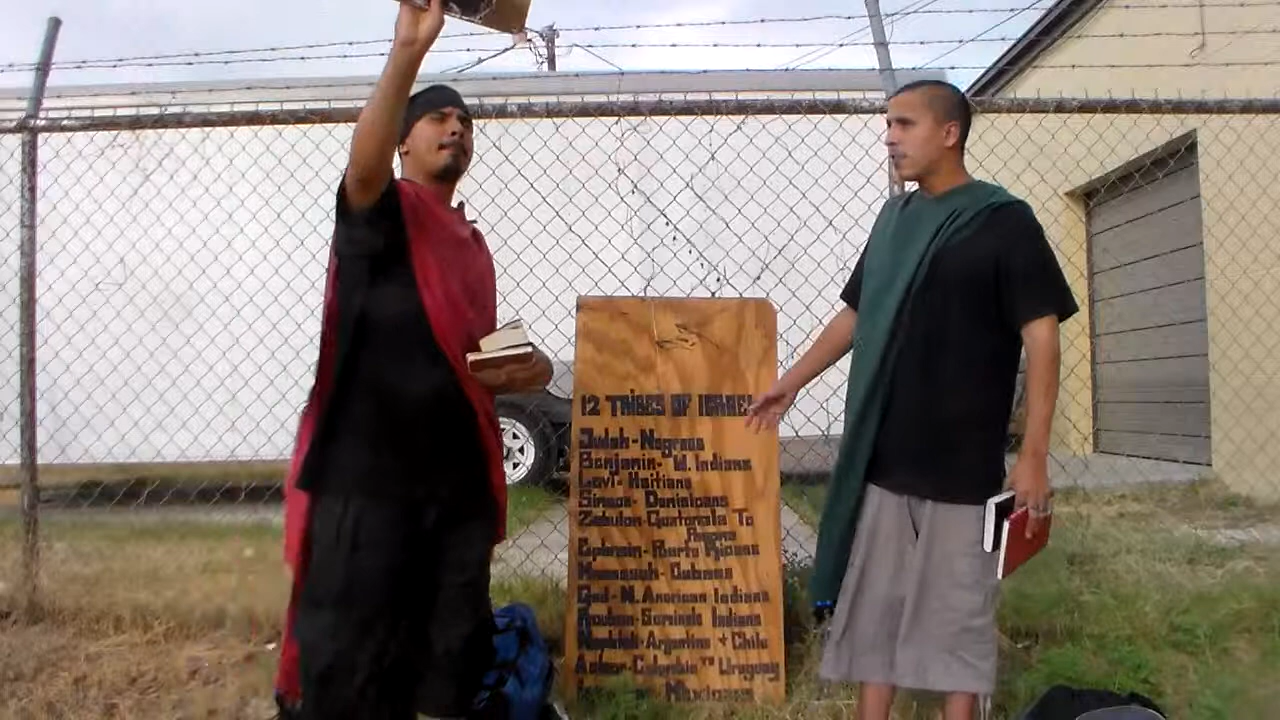 12 TRIBES OF ISRAEL
Judah-Negroes
Benjamin-W.Indians
Levi-Haitians
Simeon-Dominicans
Zebulon-Guatemala To
Panama
Ephraim-Puerto Ricans
Manasseh-Cubans
Gad-N.American Indians
Reuben-Seminole Indians
Naphtali-Argentina + Chile
Asher-Colombia To Uruguay
Mexicans